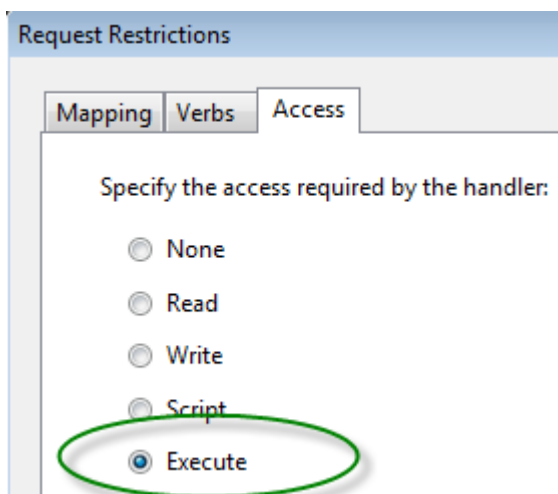 Request Restrictions
Mapping Verbs Access
Specify the access required by the handler:
None
Read
Write
Script
Execute